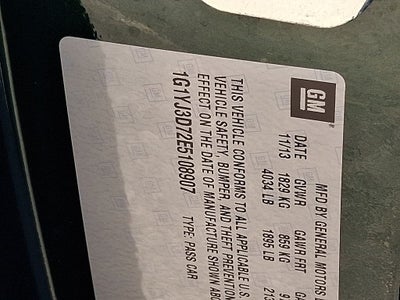 GM
MFD BY GENERAL MOTORS
DATE GVWR GAWR FRT
11/13 1829 KG 859 KG
4034 LB 1895 LB
THIS VEHICLE CONFORMS TO ALL APPLICABLE U.S.
VEHICLE SAFETY, BUMPER, AND THEFT PREVENTION
EFFECT ON THE DATE OF MANUFACTURE SHOWN
1G1YJ3D72E5108907 TYPE: PASS CAR